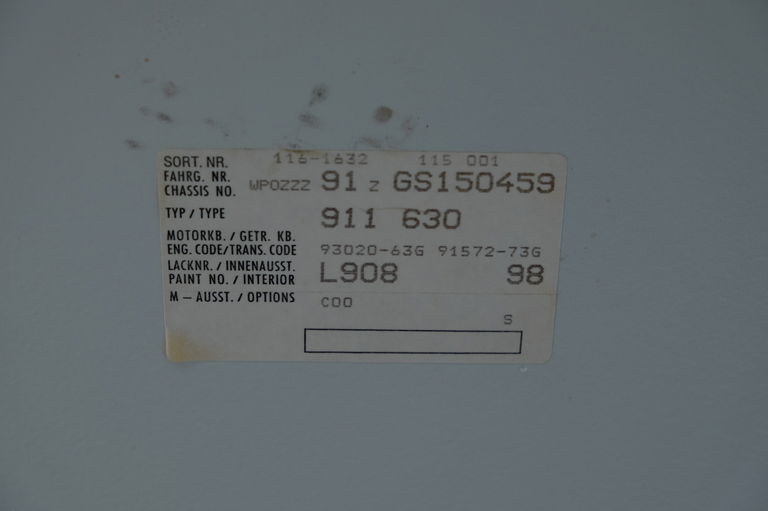 SORT. NR. 116-1632 115 001
FAHRG. NR.
CHASSIS NO. WPOZZZ 91 Z GS150459
TYP / TYPE 911 630
MOTORKB. / GETR. KB.
ENG. CODE/TRANS. CODE 93020-63G 91572-73G
LACKNR. / INNENAUSST.
PAINT NO. / INTERIOR L908 98
M – AUSST. / OPTIONS C00
S